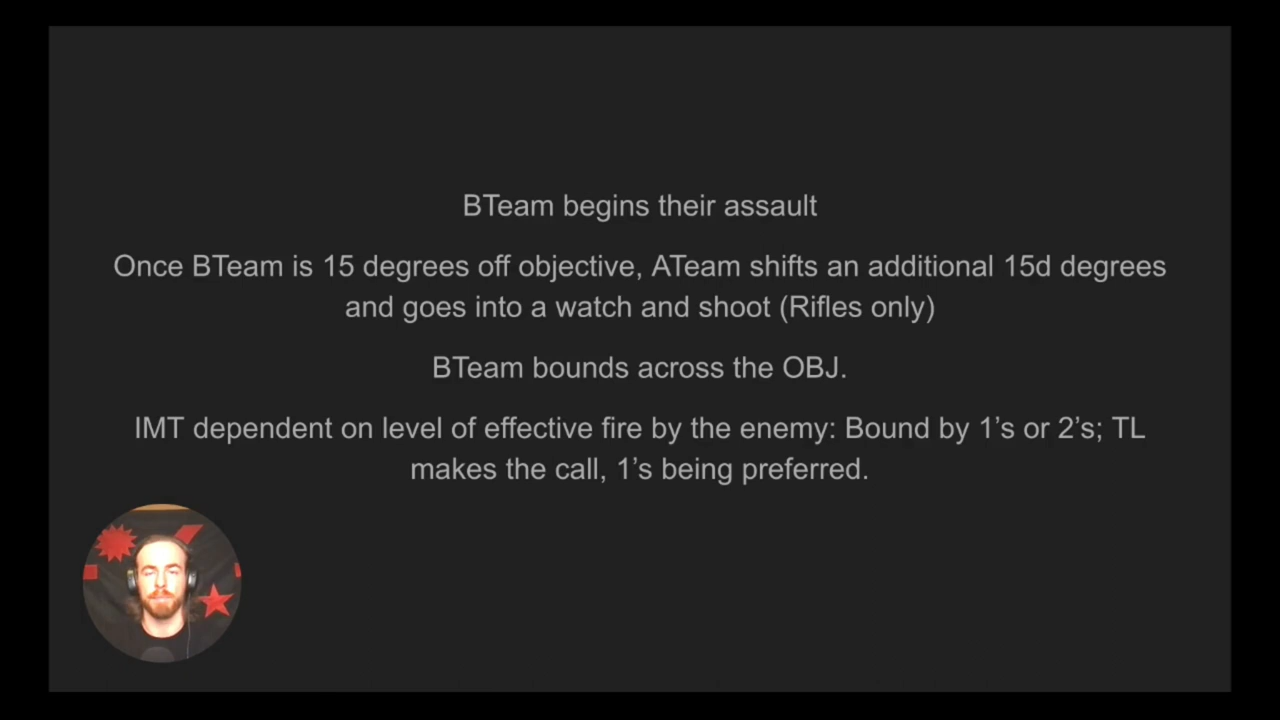 BTeam begins their assault
Once BTeam is 15 degrees off objective, ATeam shifts an additional 15d degrees
and goes into a watch and shoot (Rifles only)
BTeam bounds across the OBJ.
IMT dependent on level of effective fire by the enemy: Bound by 1’s or 2’s; TL
makes the call, 1’s being preferred.